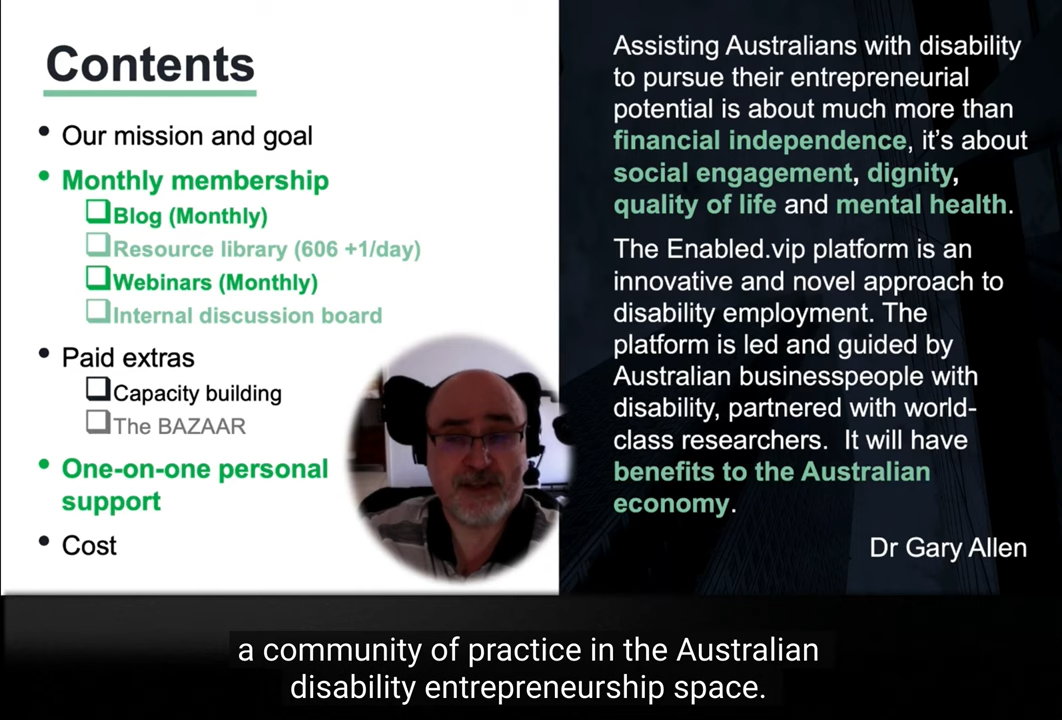 Contents
• Our mission and goal
• Monthly membership
❑Blog (Monthly)
❑Resource library (606 +1/day)
❑Webinars (Monthly)
❑Internal discussion board
• Paid extras
❑Capacity building
❑The BAZAAR
• One-on-one personal
support
• Cost
Assisting Australians with disability
to pursue their entrepreneurial
potential is about much more than
financial independence, it's about
social engagement, dignity,
quality of life and mental health.
The Enabled.vip platform is an
innovative and novel approach to
disability employment. The
platform is led and guided by
Australian businesspeople with
disability, partnered with world-
class researchers. It will have
benefits to the Australian
economy.
Dr Gary Allen
a community of practice in the Australian
disability entrepreneurship space.